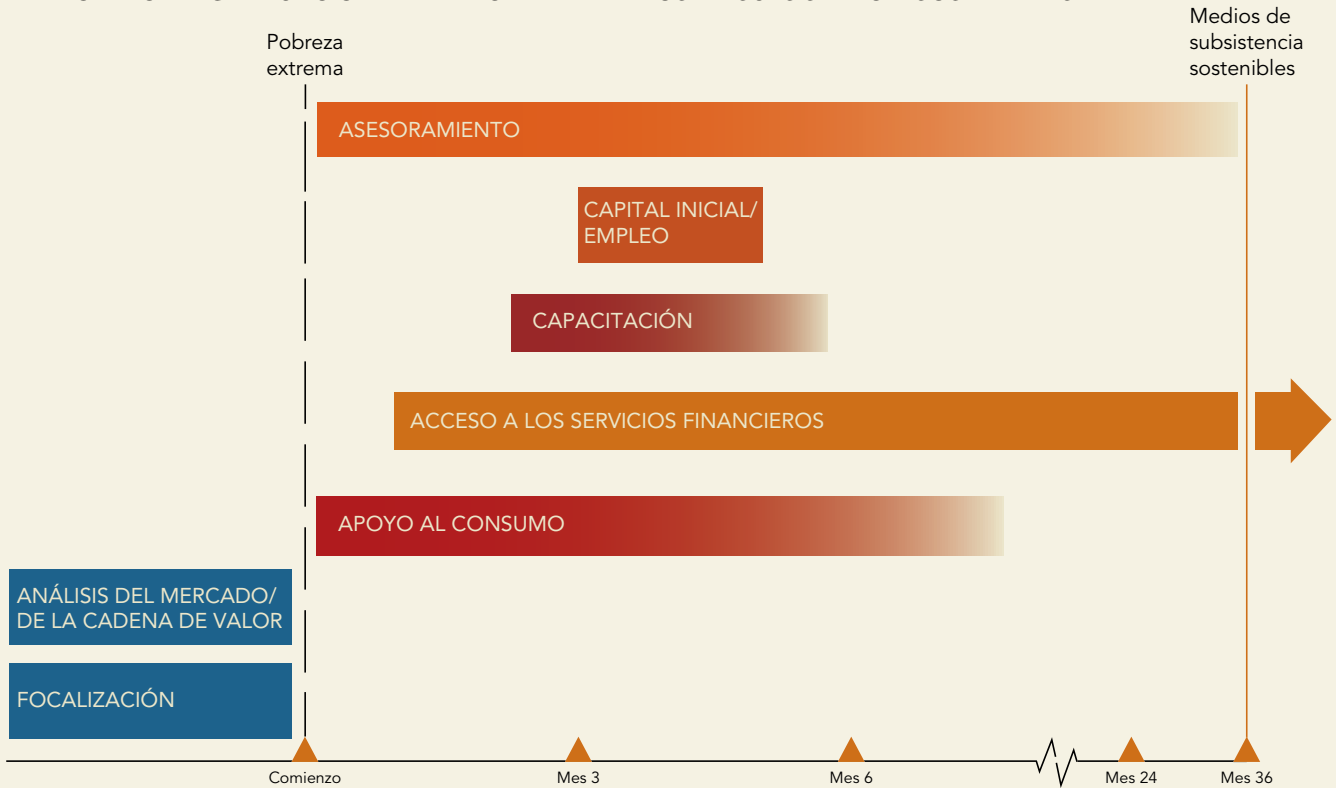 Pobreza
extrema
Medios de
subsistencia
sostenibles
ASESORAMIENTO
CAPITAL INICIAL/
EMPLEO
CAPACITACIÓN
ACCESO A LOS SERVICIOS FINANCIEROS
APOYO AL CONSUMO
ANÁLISIS DEL MERCADO/
DE LA CADENA DE VALOR
FOCALIZACIÓN
Comienzo
Mes 3
Mes 6
Mes 24
Mes 36